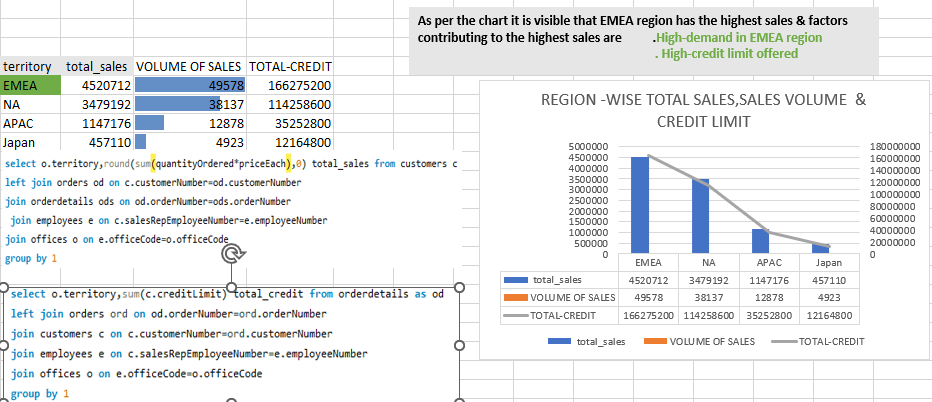 As per the chart it is visible that EMEA region has the highest sales & factors
contributing to the highest sales are .High-demand in EMEA region
. High-credit limit offered
territory total_sales VOLUME OF SALES TOTAL-CREDIT
EMEA 4520712 49578 166275200
NA 3479192 38137 114258600
APAC 1147176 12878 35252800
Japan 457110 4923 12164800
select o.territory,round(sum(quantityOrdered*priceEach),0) total_sales from customers c
left join orders od on c.customerNumber=od.customerNumber
join orderdetails ods on od.orderNumber=ods.orderNumber
join employees e on c.salesRepEmployeeNumber=e.employeeNumber
join offices o on e.officeCode=o.officeCode
group by 1
select o.territory,sum(c.creditLimit) total_credit from orderdetails as od
left join orders ord on od.orderNumber=ord.orderNumber
join customers c on c.customerNumber=ord.customerNumber
join employees e on c.salesRepEmployeeNumber=e.employeeNumber
join offices o on e.officeCode=o.officeCode
group by 1
REGION -WISE TOTAL SALES,SALES VOLUME &
CREDIT LIMIT
5000000 180000000
4500000 160000000
4000000 140000000
3500000 120000000
3000000 100000000
2500000 80000000
2000000 60000000
1500000 40000000
1000000 20000000
500000 0
0
EMEA NA APAC Japan
total_sales 4520712 3479192 1147176 457110
VOLUME OF SALES 49578 38137 12878 4923
TOTAL-CREDIT 166275200 114258600 35252800 12164800
total_sales VOLUME OF SALES TOTAL-CREDIT